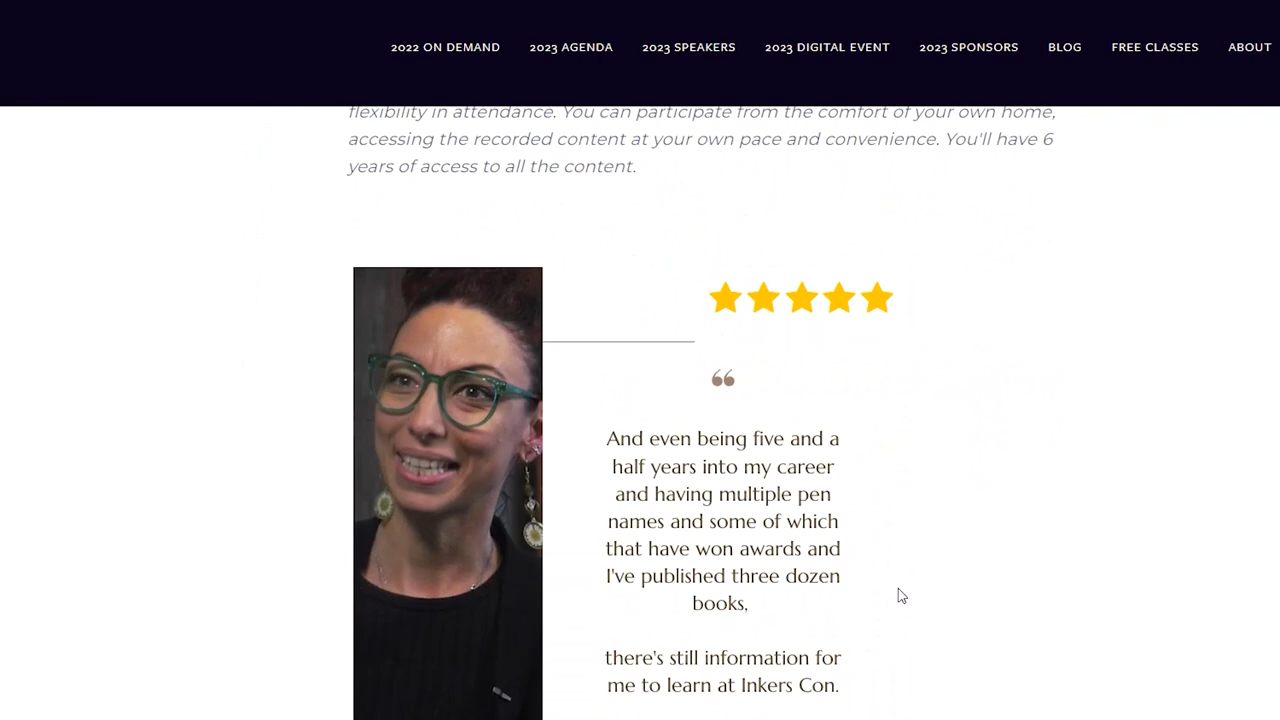 2022 ON DEMAND 2023 AGENDA 2023 SPEAKERS 2023 DIGITAL EVENT 2023 SPONSORS BLOG FREE CLASSES ABOUT
flexibility in attendance. You can participate from the comfort of your own home,
accessing the recorded content at your own pace and convenience. You'll have 6
years of access to all the content.
“
And even being five and a
half years into my career
and having multiple pen
names and some of which
that have won awards and
I've published three dozen
books,
there's still information for
me to learn at Inkers Con.